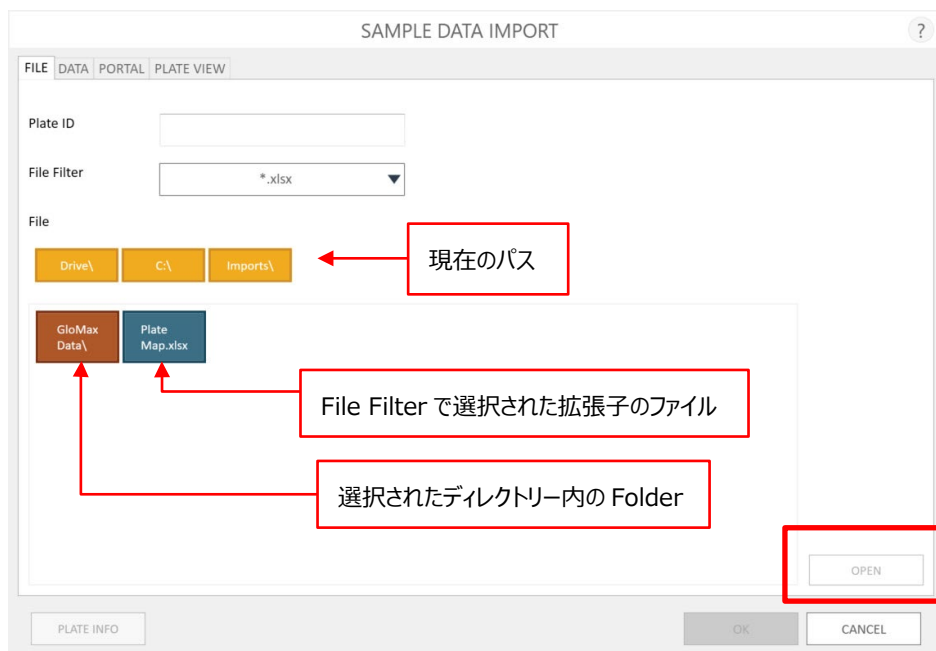 SAMPLE DATA IMPORT
?
FILE DATA PORTAL PLATE VIEW
Plate ID
File Filter
*.xlsx
File
Drive\ C:\ Imports\
現在のパス
GloMax
Data\
Plate
Map.xlsx
File Filter で選択された拡張子のファイル
選択されたディレクトリー内の Folder
OPEN
PLATE INFO
OK
CANCEL